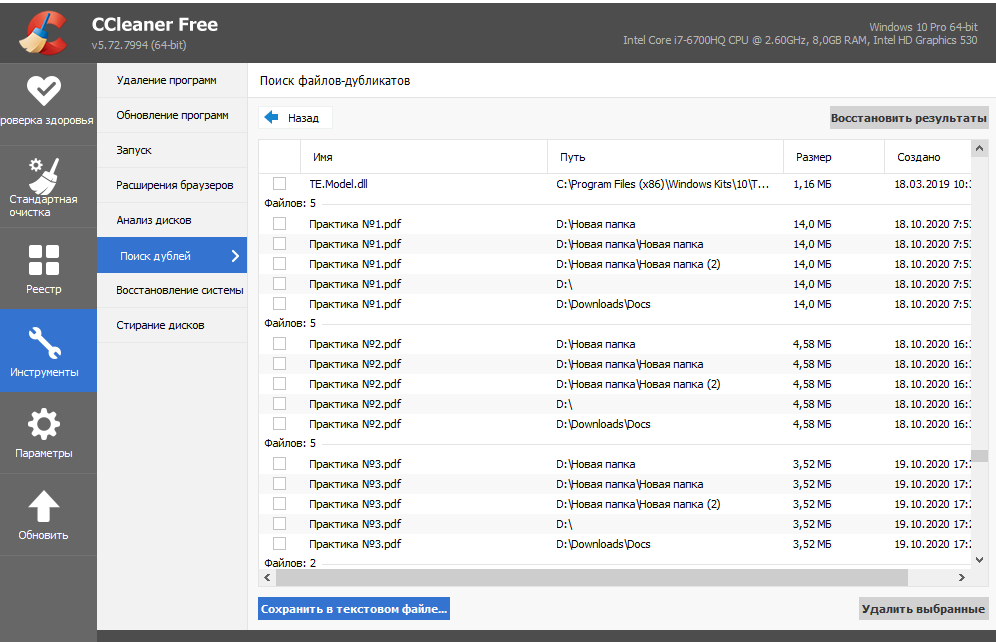 CCleaner Free
v5.72.7994 (64-bit)
Windows 10 Pro 64-bit
Intel Core i7-6700HQ CPU @ 2.60GHz, 8,0GB RAM, Intel HD Graphics 530
роверка здоровья
Стандартная
очистка
Реестр
Инструменты
Параметры
Обновить
Удаление программ
Обновление программ
Запуск
Расширения браузеров
Анализ дисков
Поиск дублей
Восстановление системы
Стирание дисков
Поиск файлов-дубликатов
Назад
Восстановить результаты
Имя Путь Размер Создано
TE.Model.dll C:\Program Files (x86)\Windows Kits\10\T... 1,16 МБ 18.03.2019 10:
Файлов: 5
Практика №1.pdf D:\Новая папка 14,0 МБ 18.10.2020 7:5
Практика №1.pdf D:\Новая папка\Новая папка 14,0 МБ 18.10.2020 7:5
Практика №1.pdf D:\Новая папка\Новая папка (2) 14,0 МБ 18.10.2020 7:5
Практика №1.pdf D:\ 14,0 МБ 18.10.2020 7:5
Практика №1.pdf D:\Downloads\Docs 14,0 МБ 18.10.2020 7:5
Файлов: 5
Практика №2.pdf D:\Новая папка 4,58 МБ 18.10.2020 16:
Практика №2.pdf D:\Новая папка\Новая папка 4,58 МБ 18.10.2020 16:
Практика №2.pdf D:\Новая папка\Новая папка (2) 4,58 МБ 18.10.2020 16:
Практика №2.pdf D:\ 4,58 МБ 18.10.2020 16:
Практика №2.pdf D:\Downloads\Docs 4,58 МБ 18.10.2020 16:
Файлов: 5
Практика №3.pdf D:\Новая папка 3,52 МБ 19.10.2020 17:
Практика №3.pdf D:\Новая папка\Новая папка 3,52 МБ 19.10.2020 17:
Практика №3.pdf D:\Новая папка\Новая папка (2) 3,52 МБ 19.10.2020 17:
Практика №3.pdf D:\ 3,52 МБ 19.10.2020 17:
Практика №3.pdf D:\Downloads\Docs 3,52 МБ 19.10.2020 17:
Файлов: 2
Сохранить в текстовом файле...
Удалить выбранные